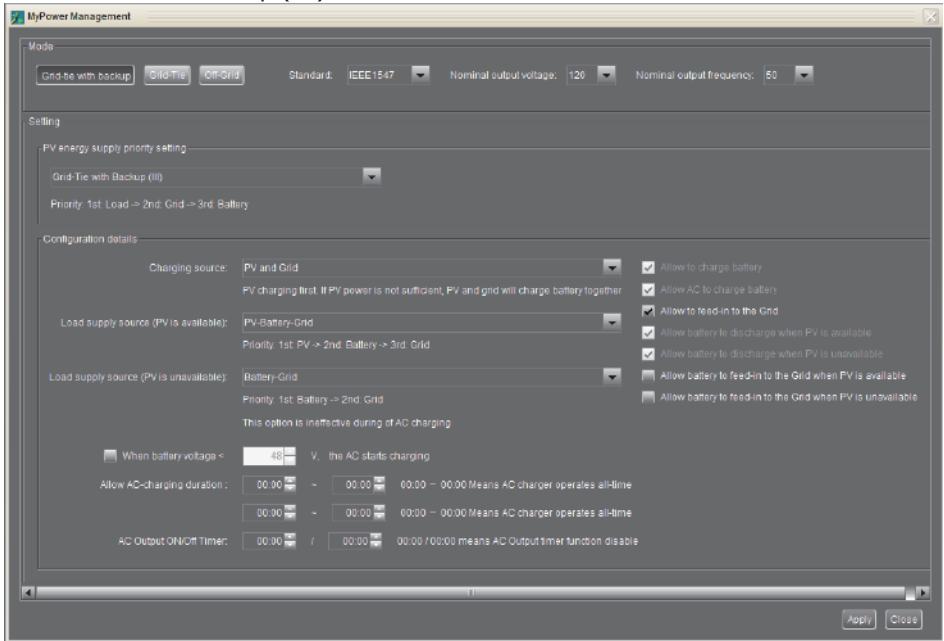 MyPower Management
Mode
Grid-tie with backup Grid-Tie Off-Grid Standard: IEEE1547 Nominal output voltage: 120 Nominal output frequency: 50
Setting
PV energy supply priority setting
Grid-Tie with Backup (III)
Priority: 1st: Load -> 2nd: Grid -> 3rd: Battery
Configuration details
Charging source: PV and Grid
PV charging first. If PV power is not sufficient, PV and grid will charge battery together
Load supply source (PV is available): PV-Battery-Grid
Priority: 1st: PV -> 2nd: Battery -> 3rd: Grid
Load supply source (PV is unavailable): Battery-Grid
Priority: 1st: Battery -> 2nd: Grid
This option is ineffective during of AC charging
Allow to charge battery
Allow AC to charge battery
Allow to feed-in to the Grid
Allow battery to discharge when PV is available
Allow battery to discharge when PV is unavailable
Allow battery to feed-in to the Grid when PV is available
Allow battery to feed-in to the Grid when PV is unavailable
When battery voltage < 48 V, the AC starts charging
Allow AC-charging duration : 00:00 ~ 00:00 00:00 – 00:00 Means AC charger operates all-time
00:00 ~ 00:00 00:00 – 00:00 Means AC charger operates all-time
AC Output ON/Off Timer: 00:00 / 00:00 00:00 / 00:00 means AC Output timer function disable
Apply Close